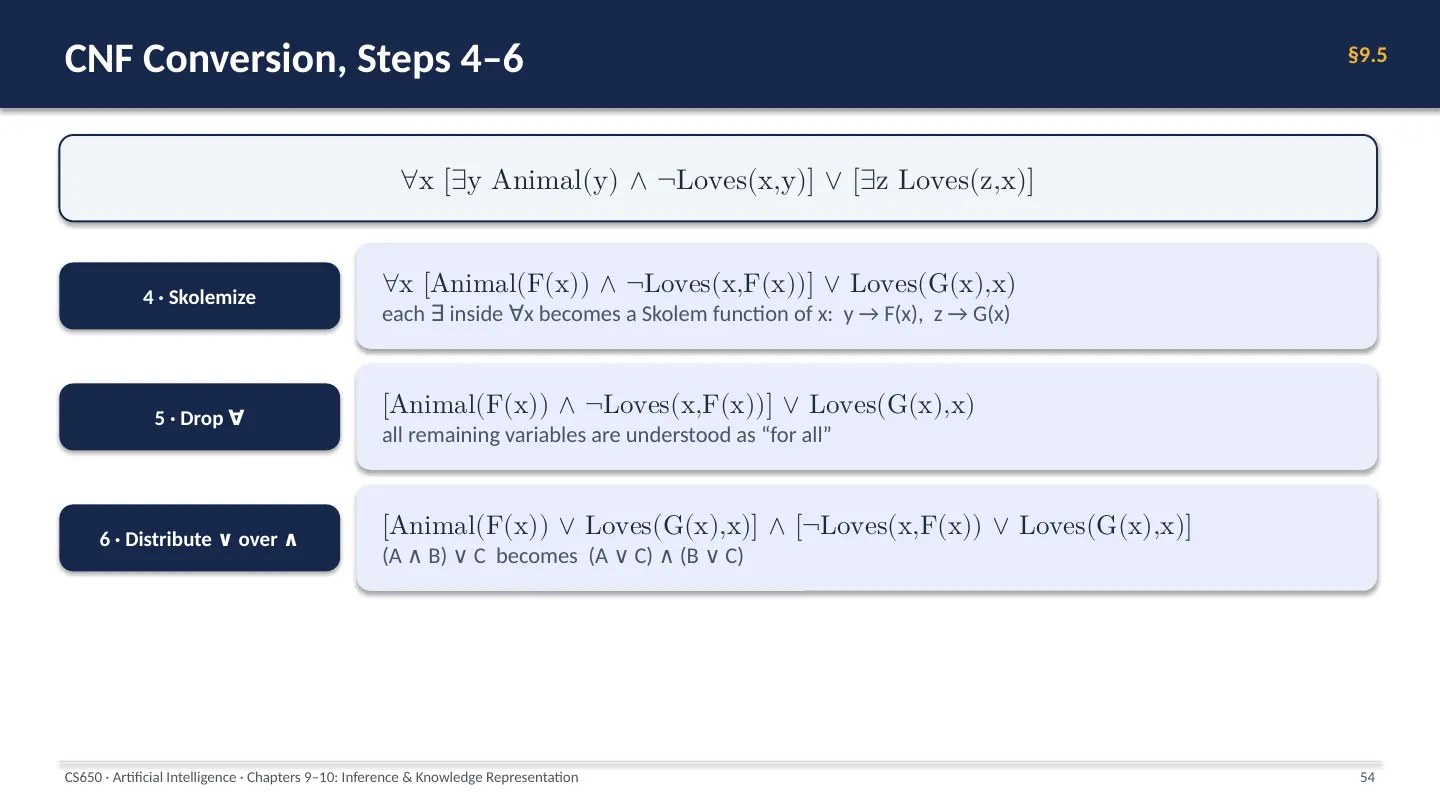 CNF Conversion, Steps 4–6
§9.5
∀x [∃y Animal(y) ∧ ¬Loves(x,y)] ∨ [∃z Loves(z,x)]
4 · Skolemize
∀x [Animal(F(x)) ∧ ¬Loves(x,F(x))] ∨ Loves(G(x),x)
each ∃ inside ∀x becomes a Skolem function of x: y → F(x), z → G(x)
5 · Drop ∀
[Animal(F(x)) ∧ ¬Loves(x,F(x))] ∨ Loves(G(x),x)
all remaining variables are understood as “for all”
6 · Distribute ∨ over ∧
[Animal(F(x)) ∨ Loves(G(x),x)] ∧ [¬Loves(x,F(x)) ∨ Loves(G(x),x)]
(A ∧ B) ∨ C becomes (A ∨ C) ∧ (B ∨ C)
CS650 · Artificial Intelligence · Chapters 9–10: Inference & Knowledge Representation
54